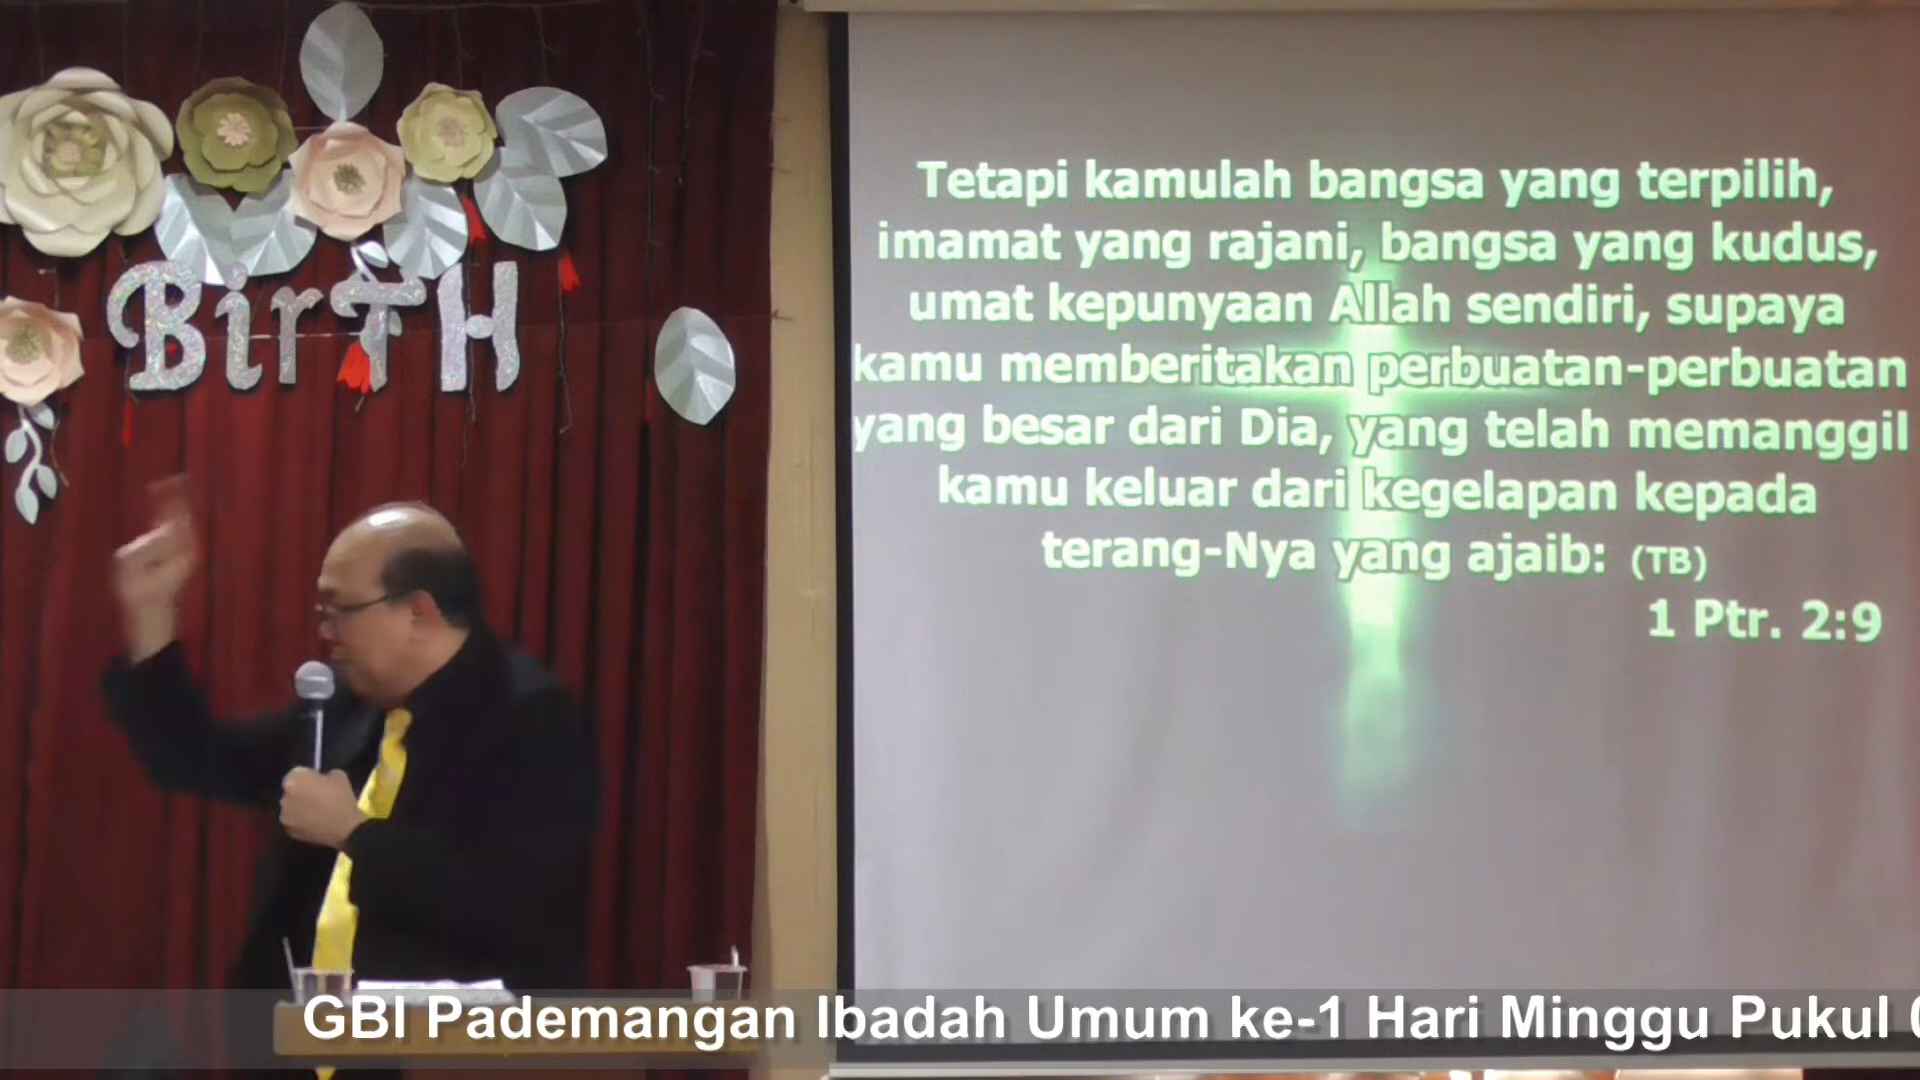 BirTH
Tetapi kamulah bangsa yang terpilih,
imamat yang rajani, bangsa yang kudus,
umat kepunyaan Allah sendiri, supaya
kamu memberitakan perbuatan-perbuatan
yang besar dari Dia, yang telah memanggil
kamu keluar dari kegelapan kepada
terang-Nya yang ajaib: (TB)
1 Ptr. 2:9
GBI Pademangan Ibadah Umum ke-1 Hari Minggu Pukul